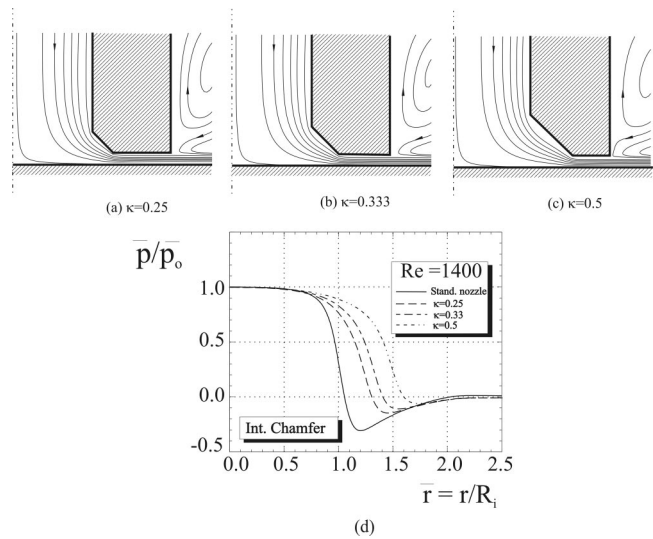 (a) κ=0.25
(b) κ=0.333
(c) κ=0.5
p̅/p̅ₒ
Re =1400
Stand. nozzle
κ=0.25
κ=0.33
κ=0.5
1.0
0.5
0.0
-0.5
Int. Chamfer
0.0 0.5 1.0 1.5 2.0 2.5
r̅ = r/Rᵢ
(d)